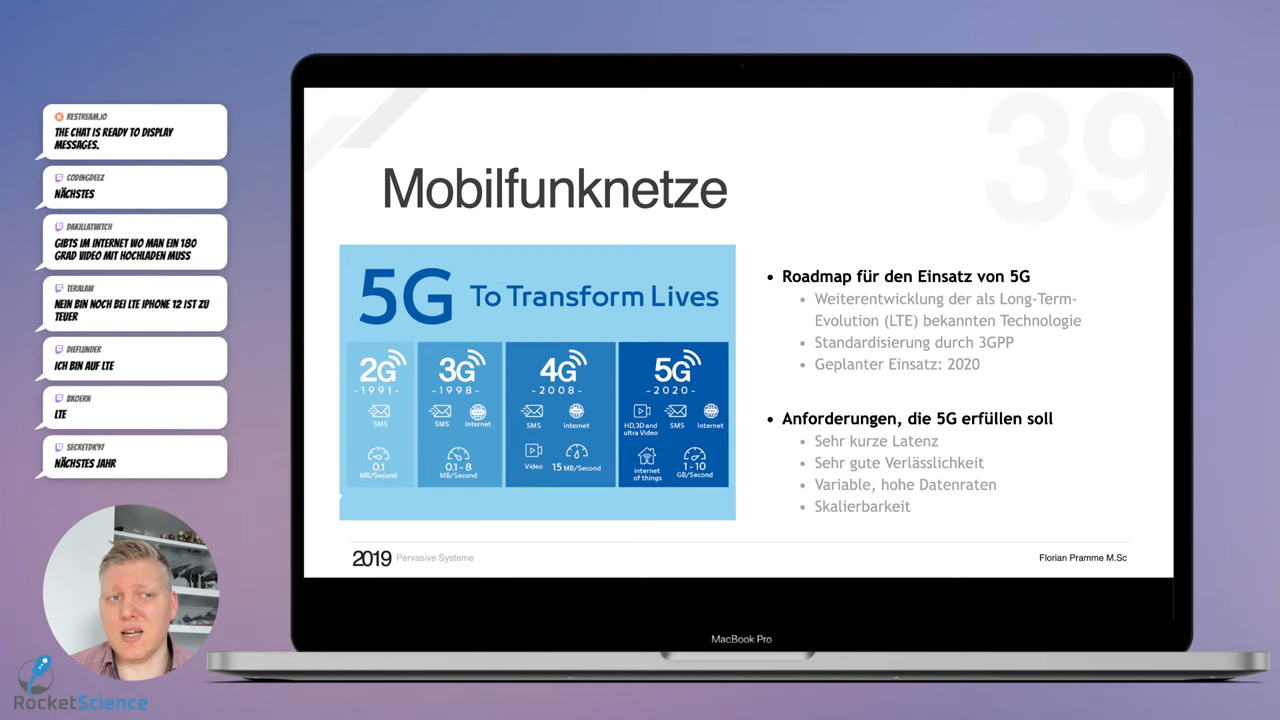 RESTREAM.IO
THE CHAT IS READY TO DISPLAY
MESSAGES.
CODINGDEEZ
NÄCHSTES
DAKILLATWITCH
GIBTS IM INTERNET WO MAN EIN 180
GRAD VIDEO MIT HOCHLADEN MUSS
TERALAW
NEIN BIN NOCH BEI LTE IPHONE 12 IST ZU
TEUER
DIEFLUNDER
ICH BIN AUF LTE
BKOERN
LTE
SECRETDK97
NÄCHSTES JAHR
RocketScience
39
Mobilfunknetze
5G To Transform Lives
2G
-1991-
SMS
0.1
MB/Second
3G
-1998-
SMS Internet
0.1-8
MB/Second
4G
-2008-
SMS Internet
Video 15 MB/Second
5G
-2020-
HD,3D and
ultra Video SMS Internet
internet
of things
1-10
GB/Second
• Roadmap für den Einsatz von 5G
• Weiterentwicklung der als Long-Term-
Evolution (LTE) bekannten Technologie
• Standardisierung durch 3GPP
• Geplanter Einsatz: 2020
• Anforderungen, die 5G erfüllen soll
• Sehr kurze Latenz
• Sehr gute Verlässlichkeit
• Variable, hohe Datenraten
• Skalierbarkeit
2019 Pervasive Systeme
Florian Pramme M.Sc
MacBook Pro